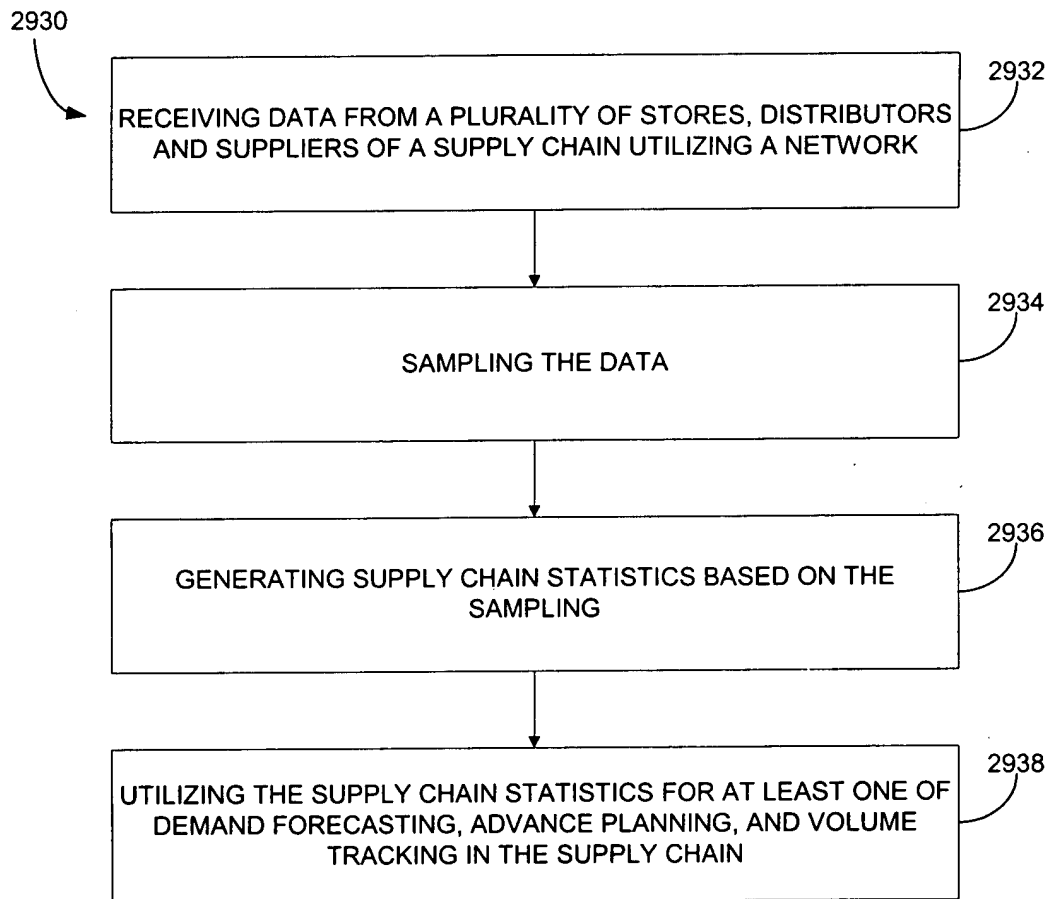 2930
2932
RECEIVING DATA FROM A PLURALITY OF STORES, DISTRIBUTORS
AND SUPPLIERS OF A SUPPLY CHAIN UTILIZING A NETWORK
2934
SAMPLING THE DATA
2936
GENERATING SUPPLY CHAIN STATISTICS BASED ON THE
SAMPLING
2938
UTILIZING THE SUPPLY CHAIN STATISTICS FOR AT LEAST ONE OF
DEMAND FORECASTING, ADVANCE PLANNING, AND VOLUME
TRACKING IN THE SUPPLY CHAIN